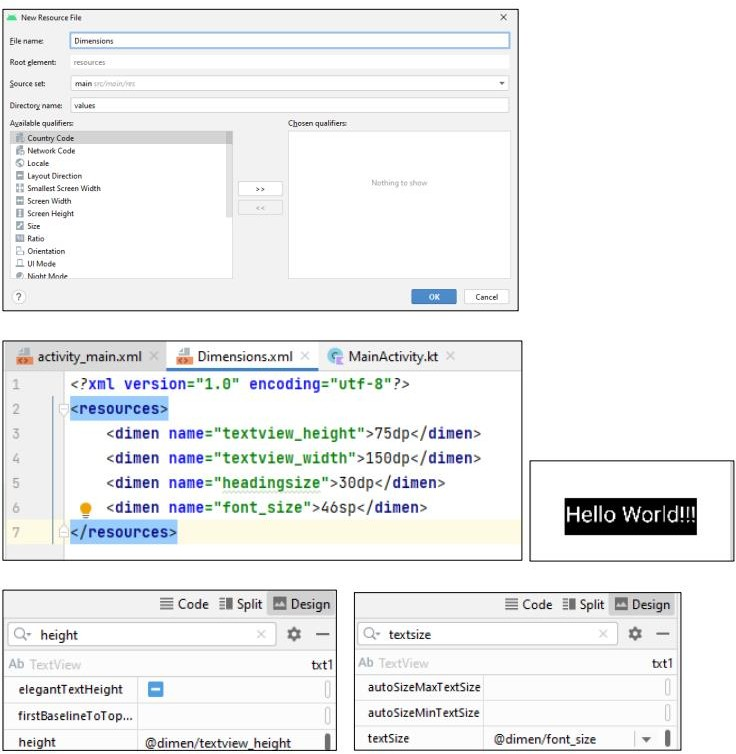 New Resource File
File name: Dimensions
Root element: resources
Source set: main src/main/res
Directory name: values
Available qualifiers: Chosen qualifiers:
Country Code
Network Code
Locale
Layout Direction
Smallest Screen Width
Screen Width
Screen Height
Size
Ratio
Orientation
UI Mode
Night Mode
>>
<<
Nothing to show
? OK Cancel
activity_main.xml Dimensions.xml MainActivity.kt
1 <?xml version="1.0" encoding="utf-8"?>
2 <resources>
3 <dimen name="textview_height">75dp</dimen>
4 <dimen name="textview_width">150dp</dimen>
5 <dimen name="headingsize">30dp</dimen>
6 <dimen name="font_size">46sp</dimen>
7 </resources>
Hello World!!!
Code Split Design
height
Ab TextView txt1
elegantTextHeight
firstBaselineToTop...
height @dimen/textview_height
Code Split Design
textsize
Ab TextView txt1
autoSizeMaxTextSize
autoSizeMinTextSize
textSize @dimen/font_size